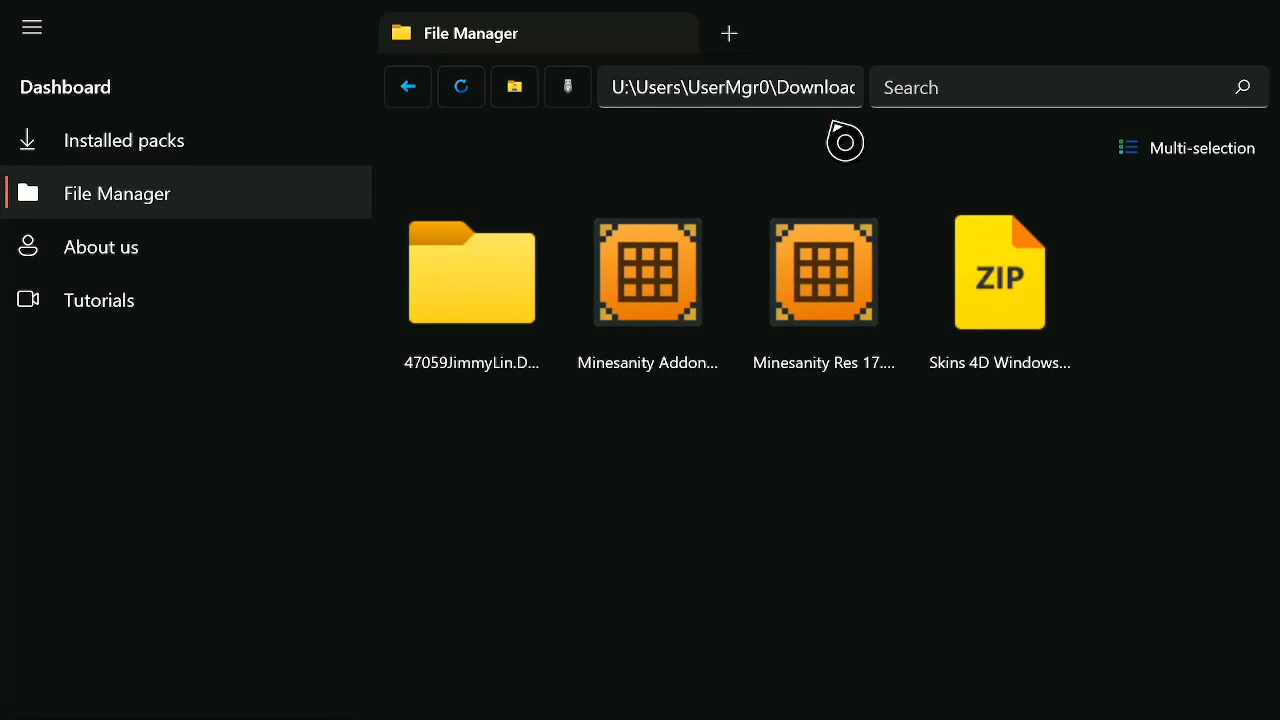 File Manager
Dashboard
U:\Users\UserMgr0\Downloac
Search
Installed packs
Multi-selection
File Manager
About us
Tutorials
ZIP
47059JimmyLin.D...
Minesanity Addon...
Minesanity Res 17....
Skins 4D Windows...